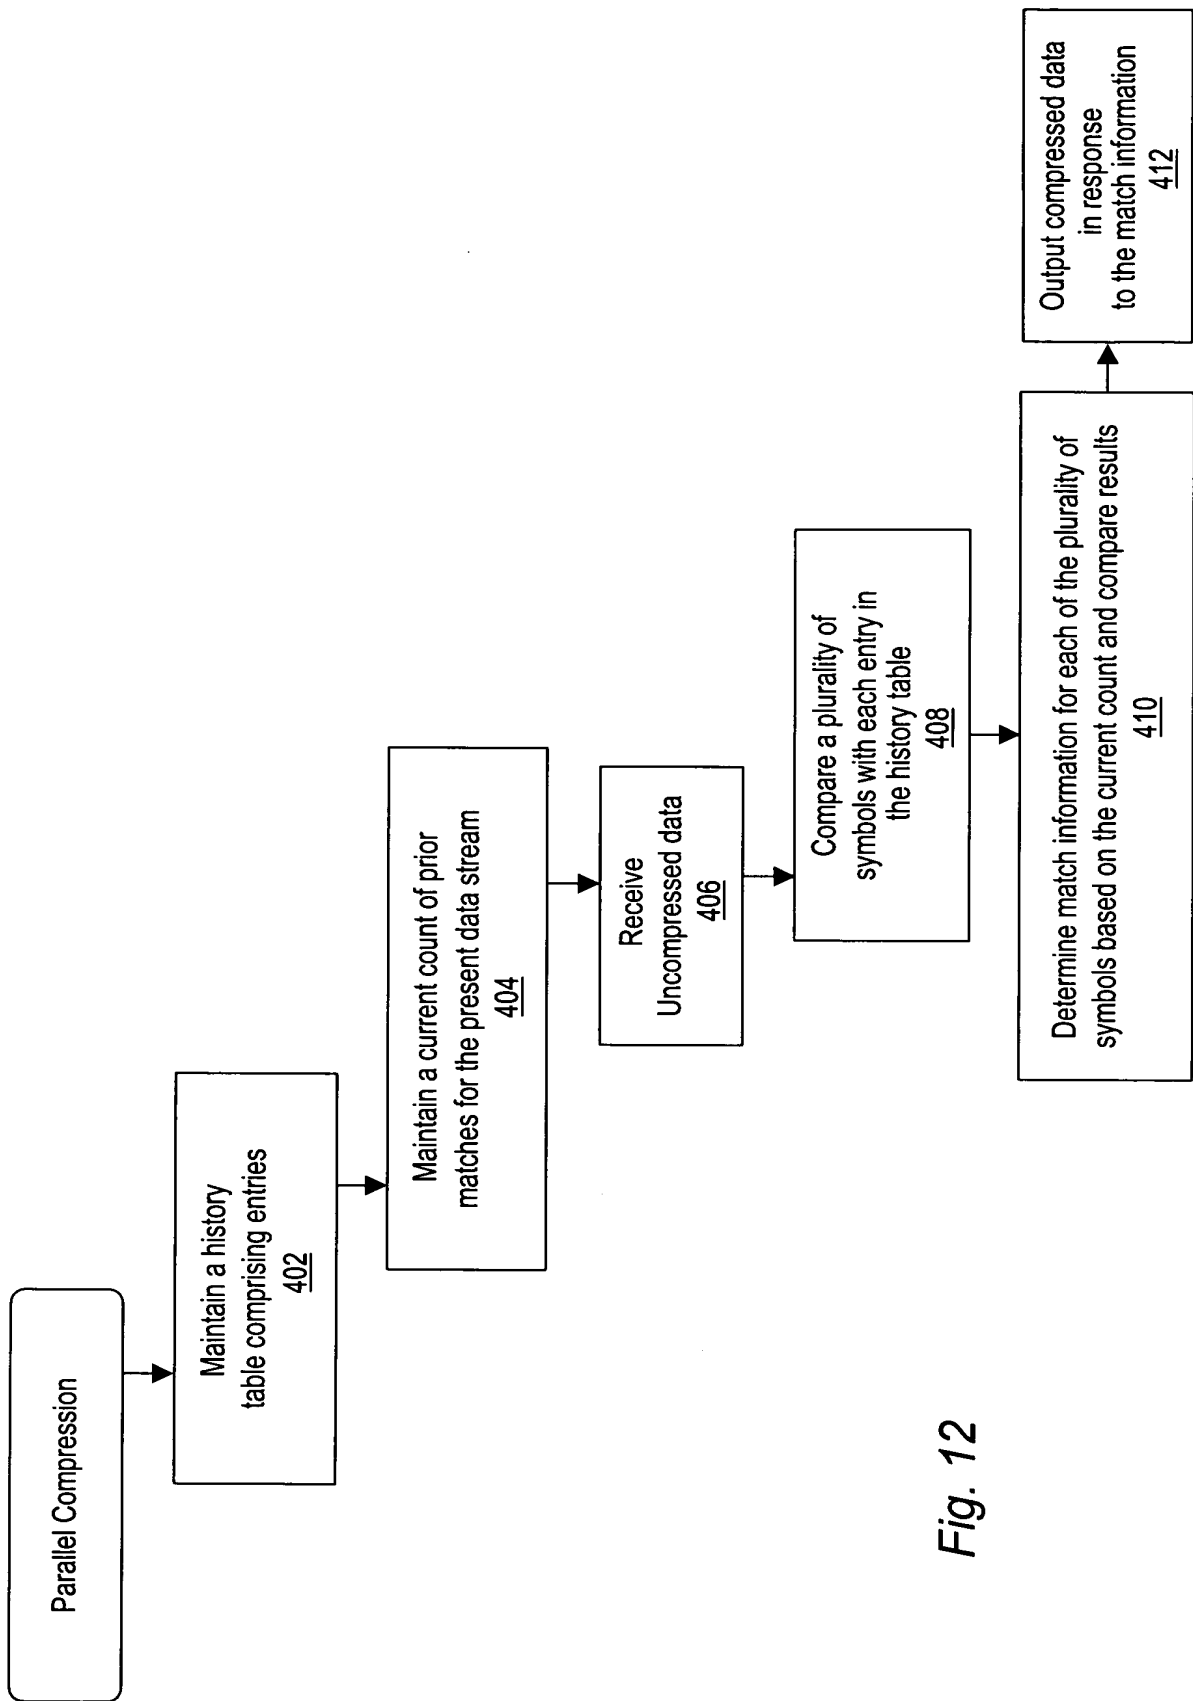 Parallel Compression
Maintain a history
table comprising entries
402
Maintain a current count of prior
matches for the present data stream
404
Receive
Uncompressed data
406
Compare a plurality of
symbols with each entry in
the history table
408
Determine match information for each of the plurality of
symbols based on the current count and compare results
410
Output compressed data
in response
to the match information
412
Fig. 12